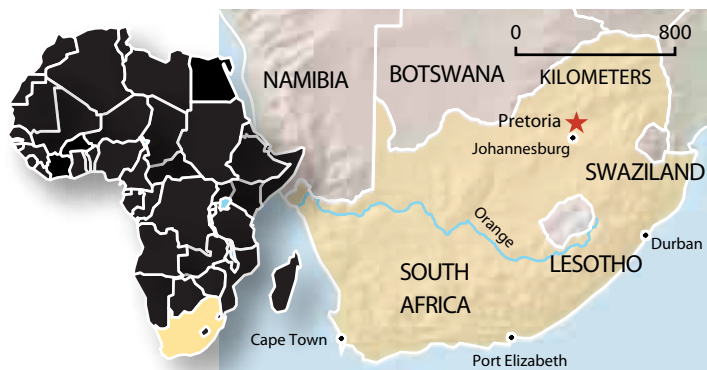 0 800
KILOMETERS
NAMIBIA
BOTSWANA
Pretoria
Johannesburg
SWAZILAND
Orange
Durban
LESOTHO
SOUTH
AFRICA
Cape Town
Port Elizabeth